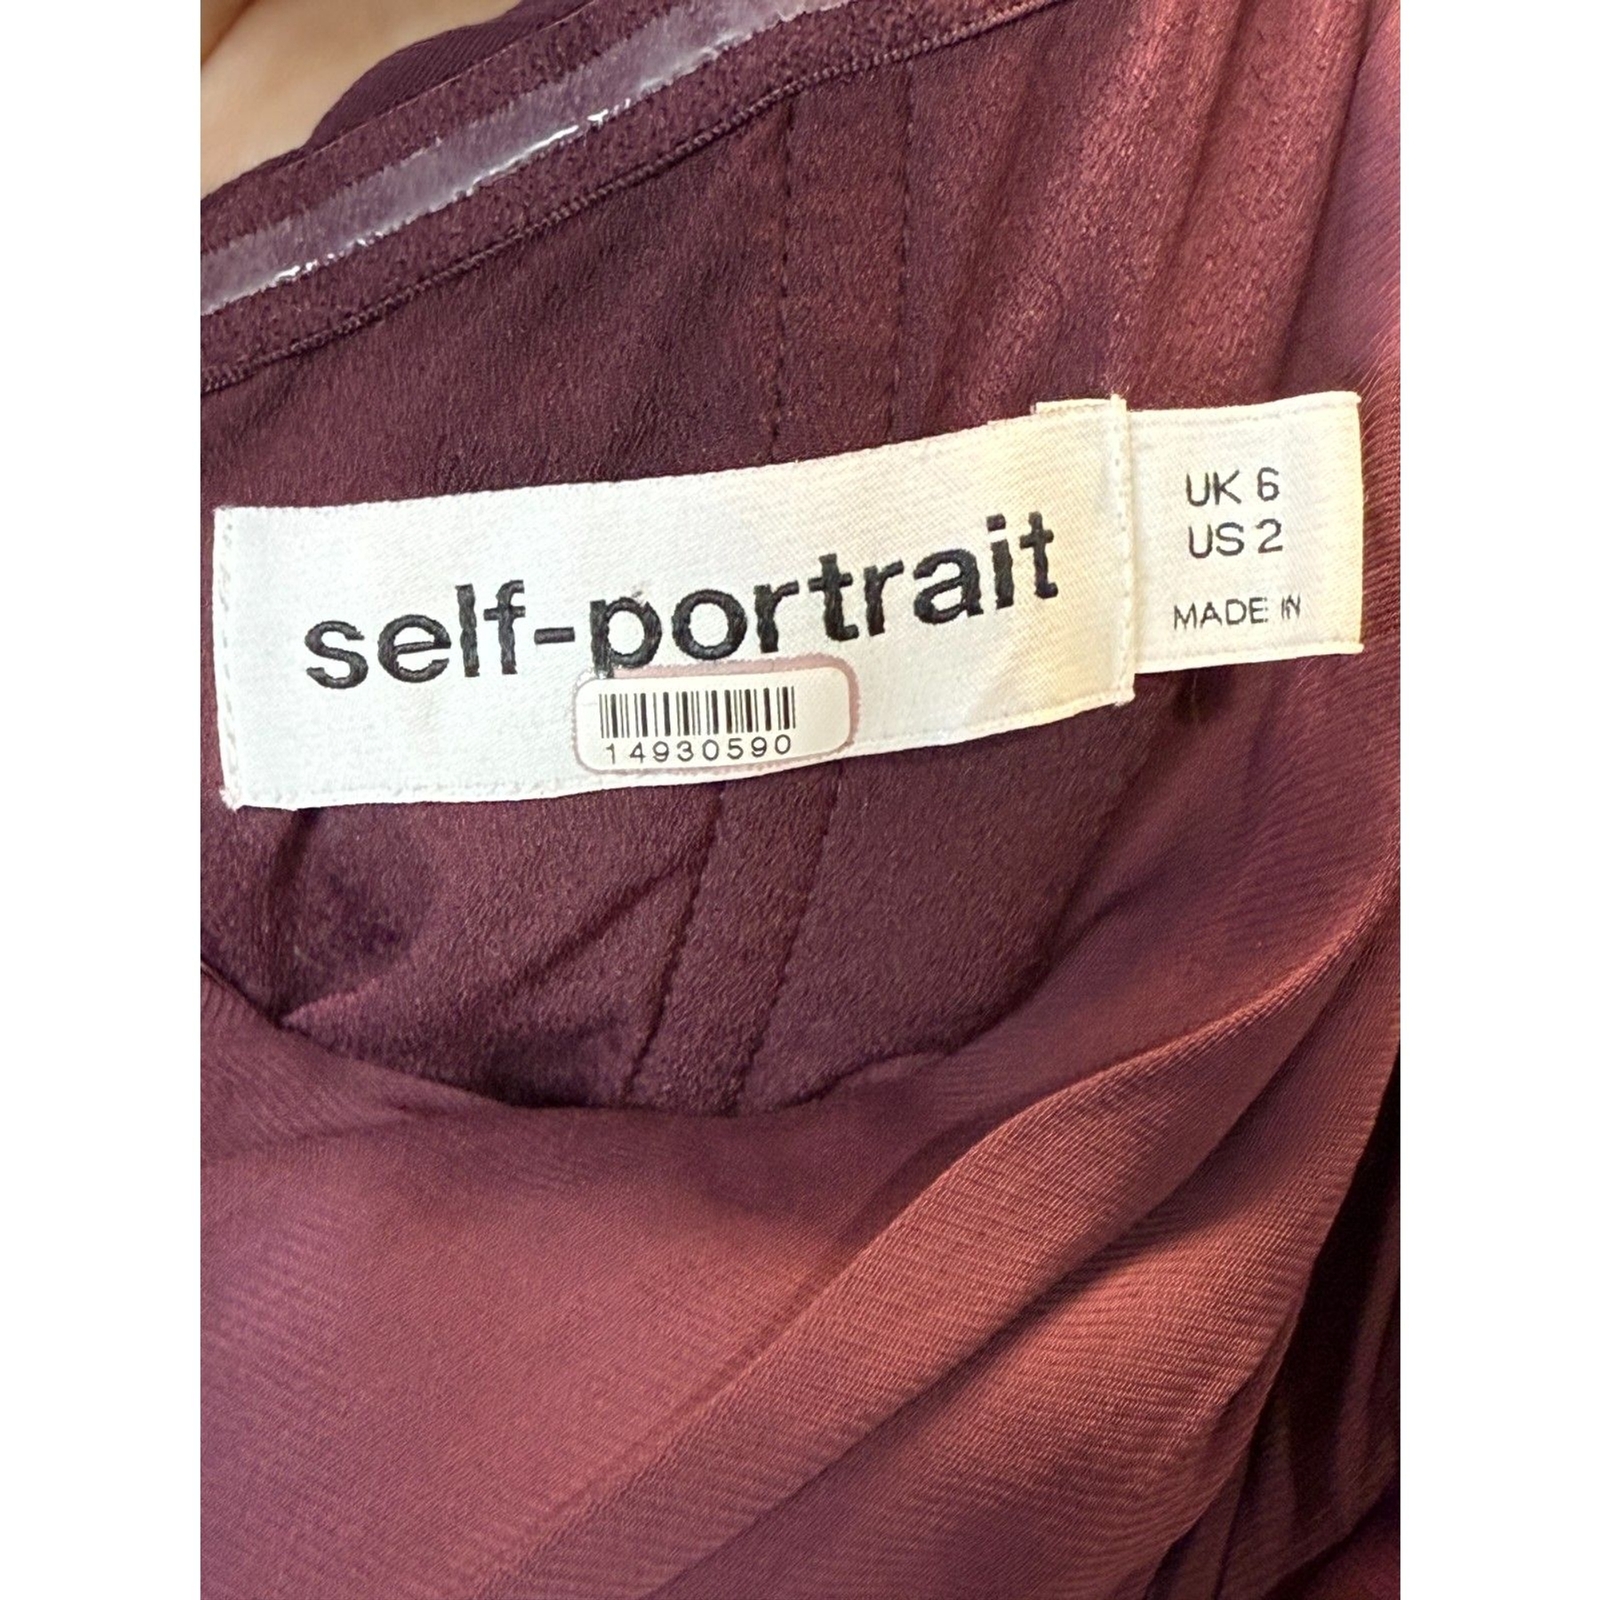 self-portrait
14930590
UK 6
US 2
MADE IN